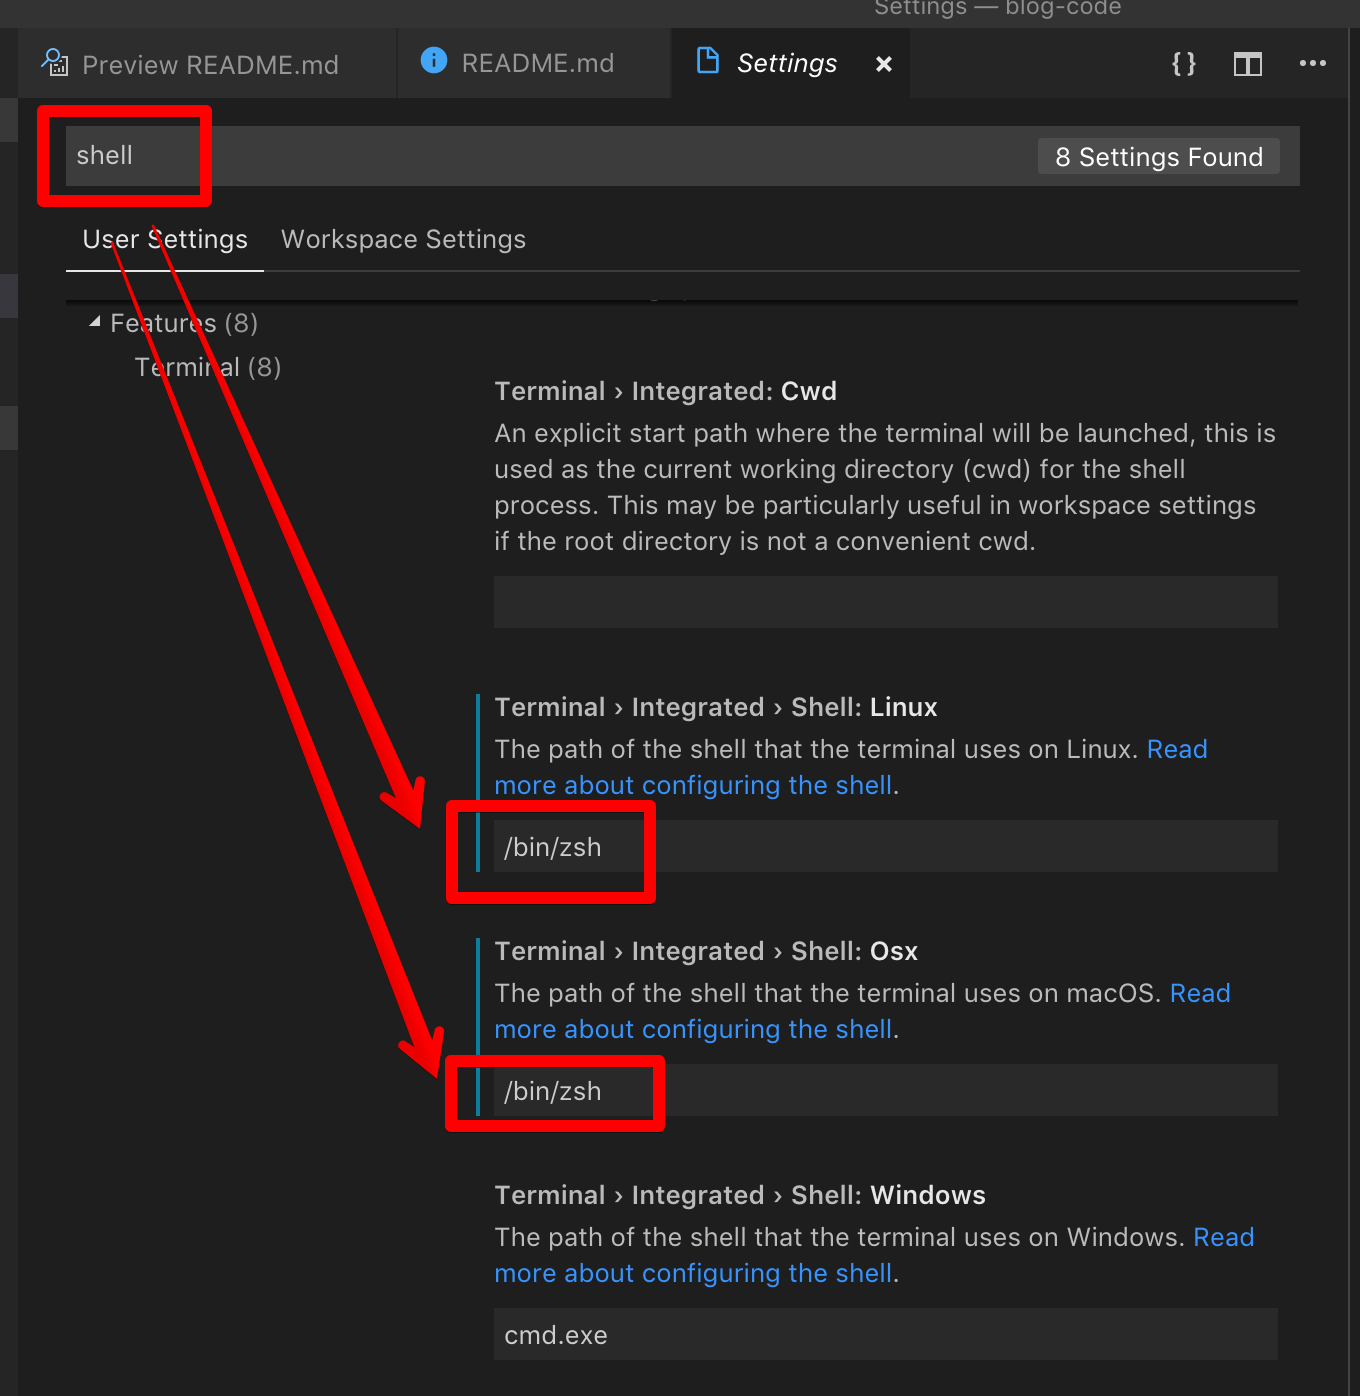 Settings — blog-code
Preview README.md
README.md
Settings
{}
shell
8 Settings Found
User Settings
Workspace Settings
Features (8)
Terminal (8)
Terminal › Integrated: Cwd
An explicit start path where the terminal will be launched, this is
used as the current working directory (cwd) for the shell
process. This may be particularly useful in workspace settings
if the root directory is not a convenient cwd.
Terminal › Integrated › Shell: Linux
The path of the shell that the terminal uses on Linux. Read
more about configuring the shell.
/bin/zsh
Terminal › Integrated › Shell: Osx
The path of the shell that the terminal uses on macOS. Read
more about configuring the shell.
/bin/zsh
Terminal › Integrated › Shell: Windows
The path of the shell that the terminal uses on Windows. Read
more about configuring the shell.
cmd.exe